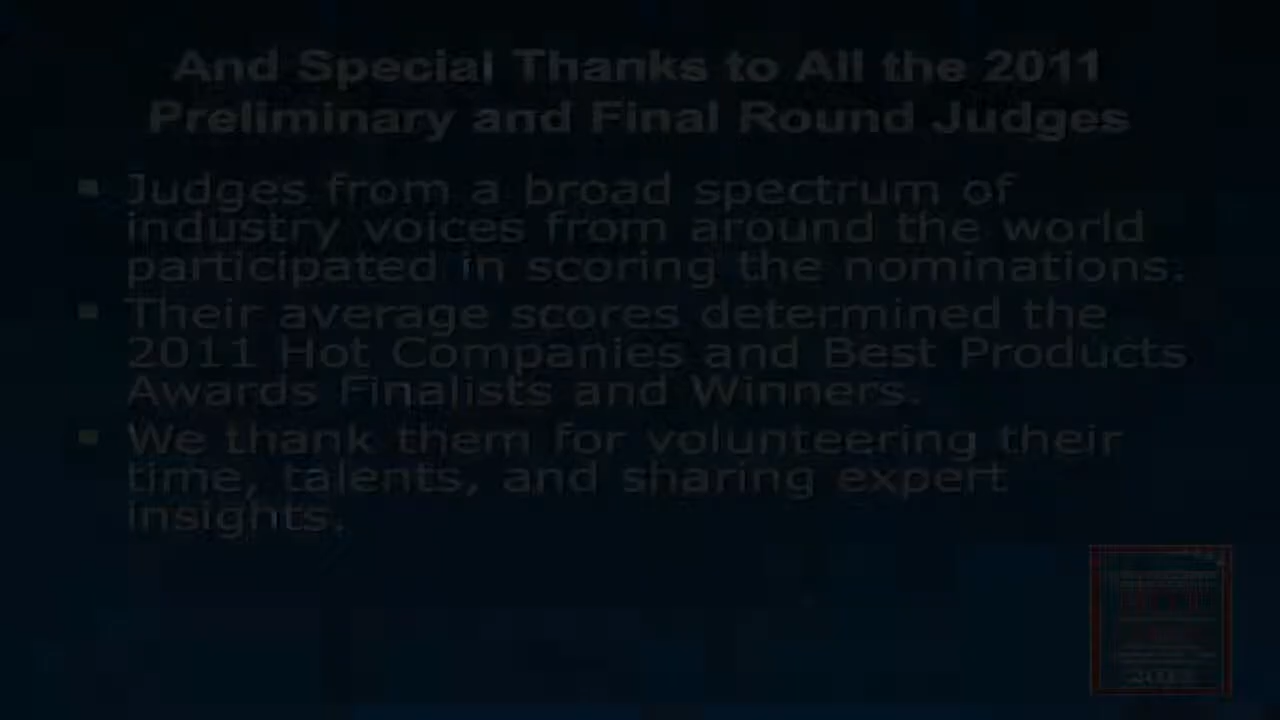 And Special Thanks to All the 2011
Preliminary and Final Round Judges
▪ Judges from a broad spectrum of
industry voices from around the world
participated in scoring the nominations.
▪ Their average scores determined the
2011 Hot Companies and Best Products
Awards Finalists and Winners.
▪ We thank them for volunteering their
time, talents, and sharing expert
insights.